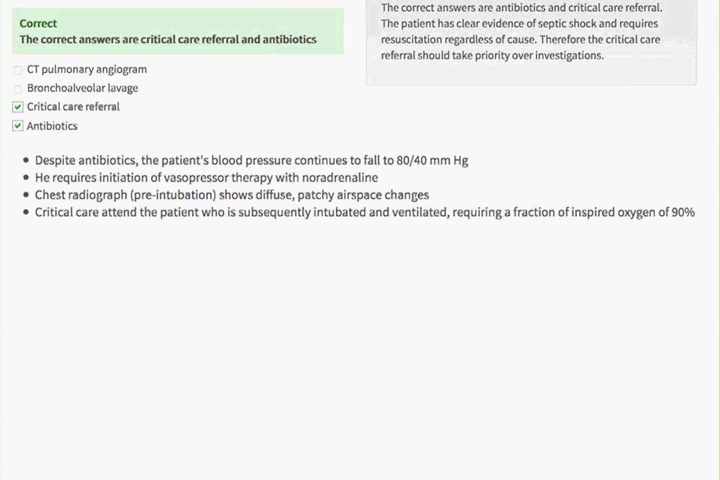 Correct
The correct answers are critical care referral and antibiotics
The correct answers are antibiotics and critical care referral.
The patient has clear evidence of septic shock and requires
resuscitation regardless of cause. Therefore the critical care
referral should take priority over investigations.
CT pulmonary angiogram
Bronchoalveolar lavage
Critical care referral
Antibiotics
Despite antibiotics, the patient's blood pressure continues to fall to 80/40 mm Hg
He requires initiation of vasopressor therapy with noradrenaline
Chest radiograph (pre-intubation) shows diffuse, patchy airspace changes
Critical care attend the patient who is subsequently intubated and ventilated, requiring a fraction of inspired oxygen of 90%